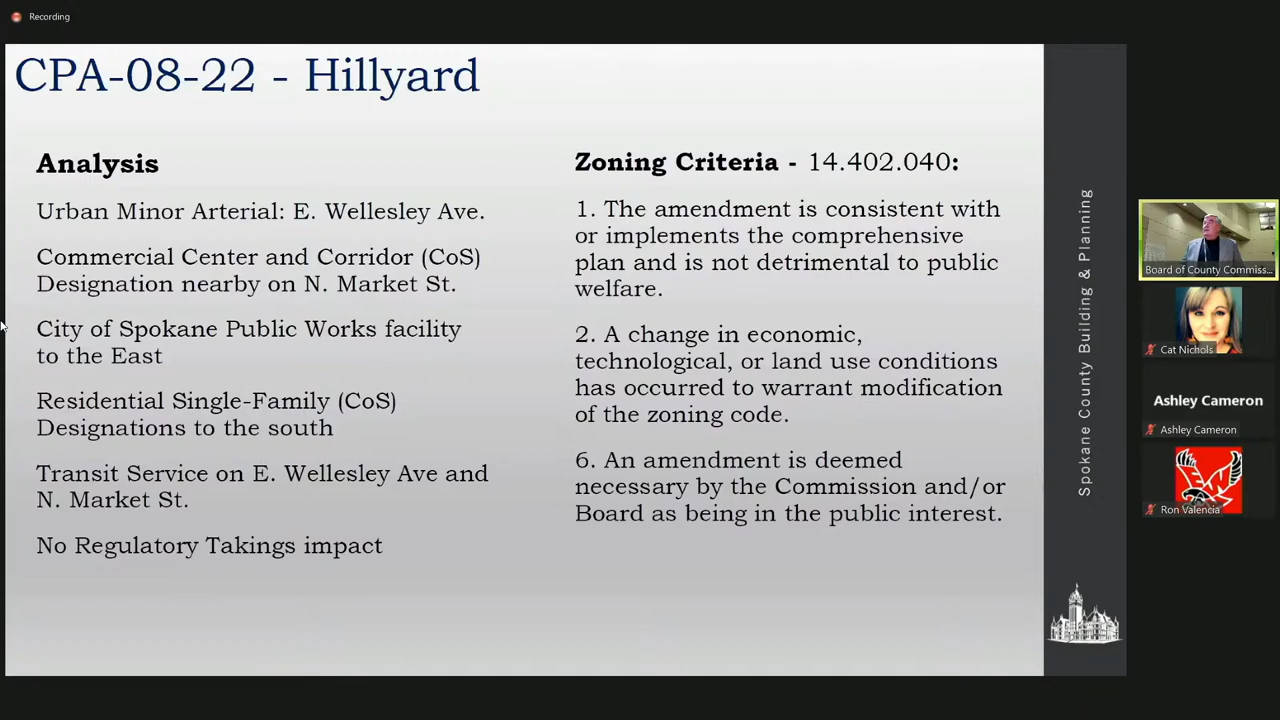 Recording
CPA-08-22 - Hillyard
Analysis
Urban Minor Arterial: E. Wellesley Ave.
Commercial Center and Corridor (CoS)
Designation nearby on N. Market St.
City of Spokane Public Works facility
to the East
Residential Single-Family (CoS)
Designations to the south
Transit Service on E. Wellesley Ave and
N. Market St.
No Regulatory Takings impact
Zoning Criteria - 14.402.040:
1. The amendment is consistent with
or implements the comprehensive
plan and is not detrimental to public
welfare.
2. A change in economic,
technological, or land use conditions
has occurred to warrant modification
of the zoning code.
6. An amendment is deemed
necessary by the Commission and/or
Board as being in the public interest.
Spokane County Building & Planning
Board of County Commiss...
Cat Nichols
Ashley Cameron
Ashley Cameron
Ron Valencia